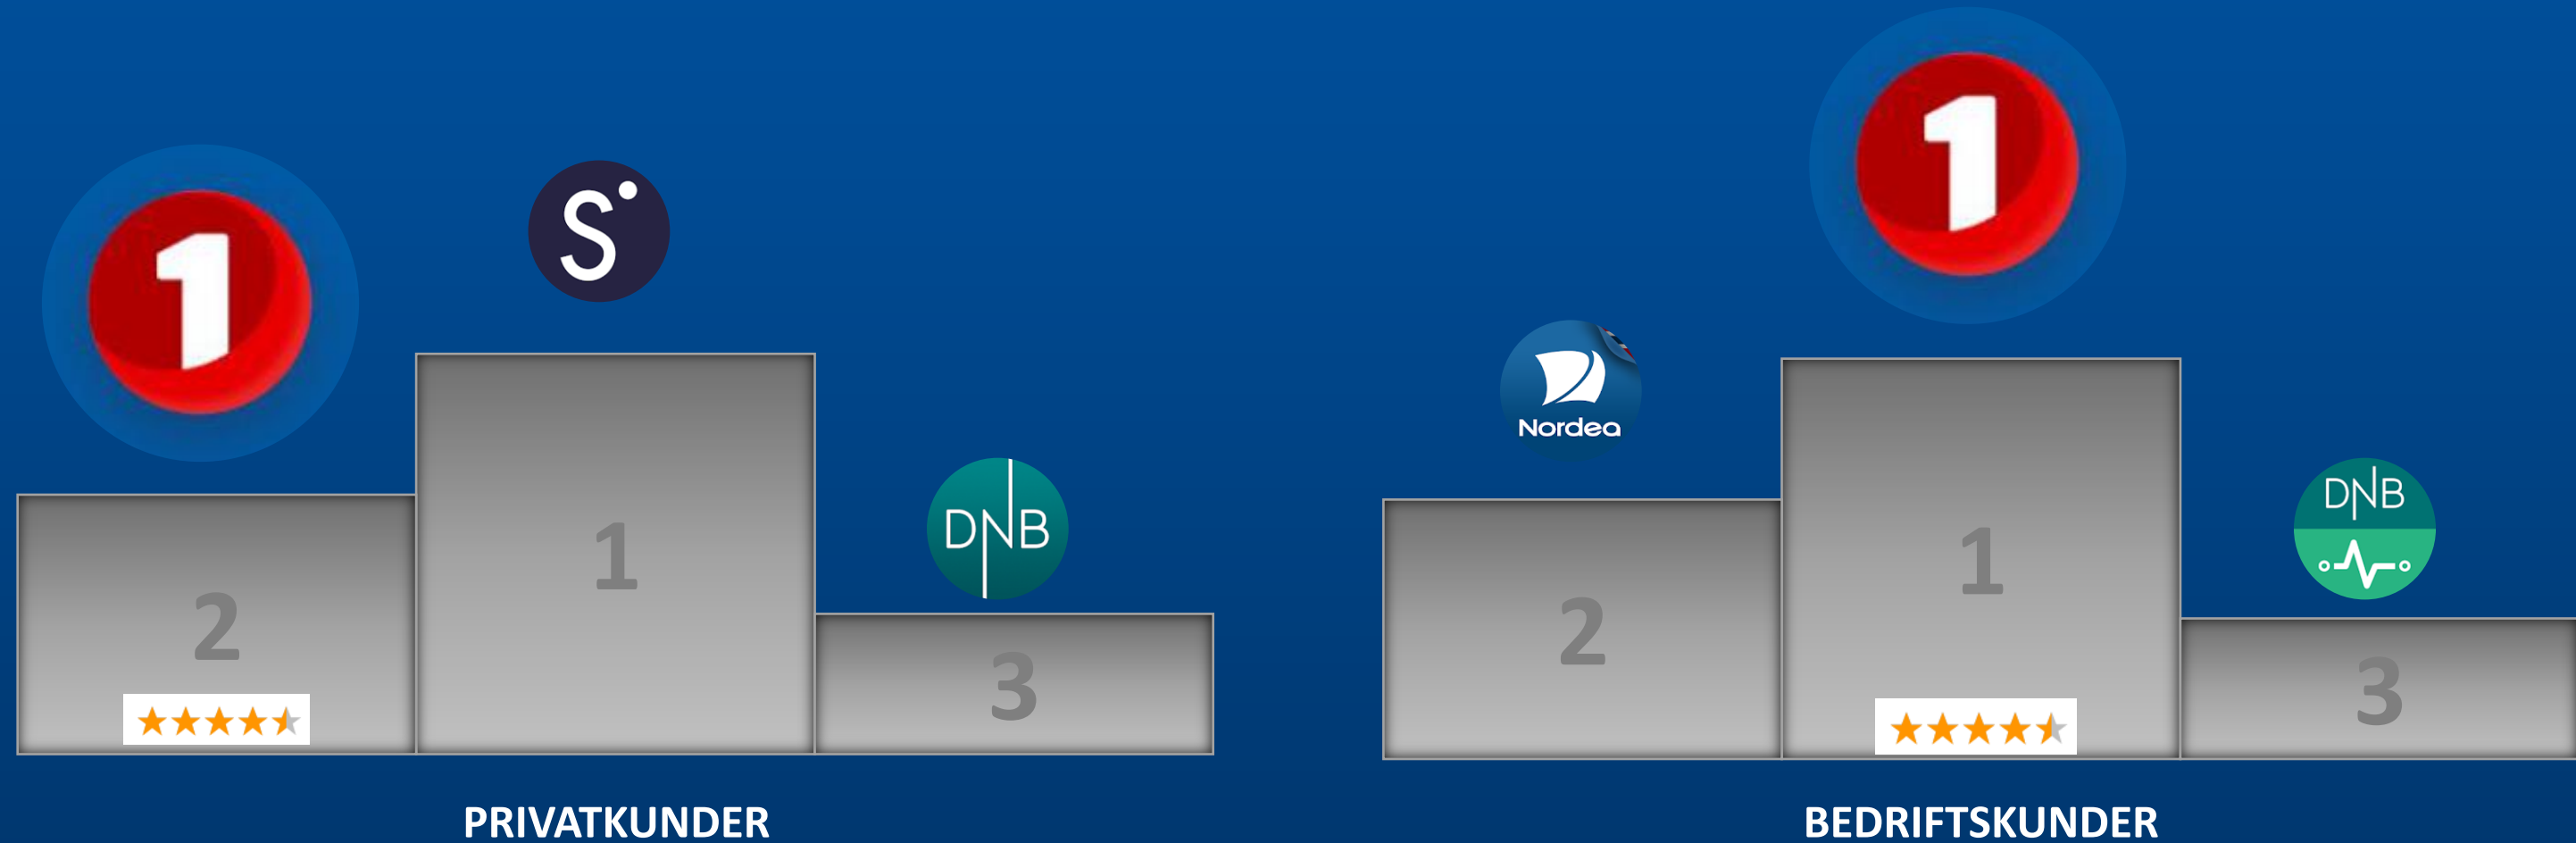 1
S
1
Nordea
DNB
DNB
2
1
3
2
1
3
PRIVATKUNDER
BEDRIFTSKUNDER